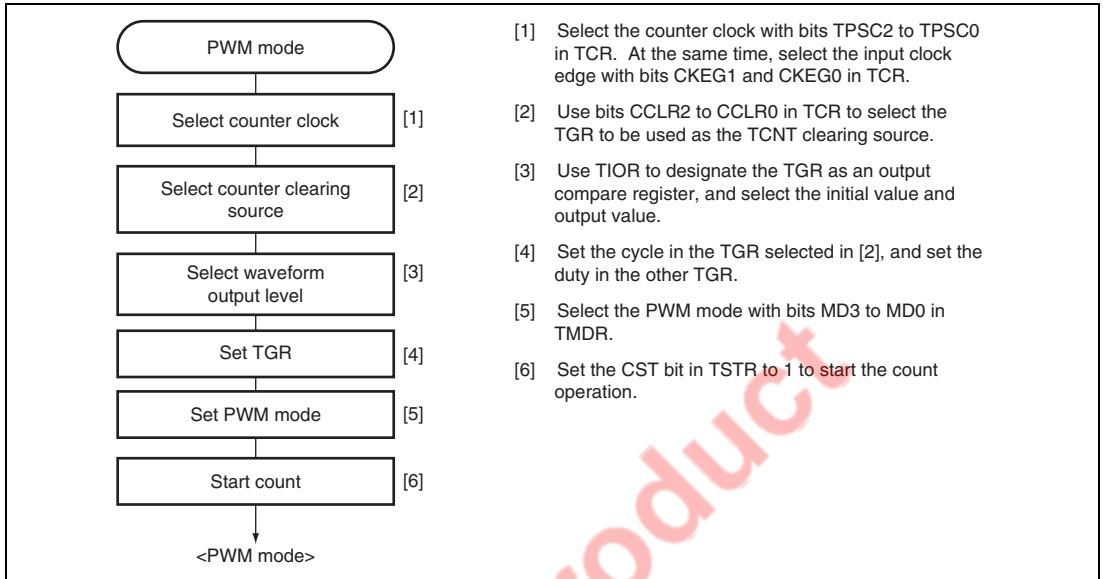 PWM mode
Select counter clock [1]
Select counter clearing
source
[2]
Select waveform
output level
[3]
Set TGR [4]
Set PWM mode [5]
Start count [6]
<PWM mode>
[1] Select the counter clock with bits TPSC2 to TPSC0
in TCR. At the same time, select the input clock
edge with bits CKEG1 and CKEG0 in TCR.
[2] Use bits CCLR2 to CCLR0 in TCR to select the
TGR to be used as the TCNT clearing source.
[3] Use TIOR to designate the TGR as an output
compare register, and select the initial value and
output value.
[4] Set the cycle in the TGR selected in [2], and set the
duty in the other TGR.
[5] Select the PWM mode with bits MD3 to MD0 in
TMDR.
[6] Set the CST bit in TSTR to 1 to start the count
operation.